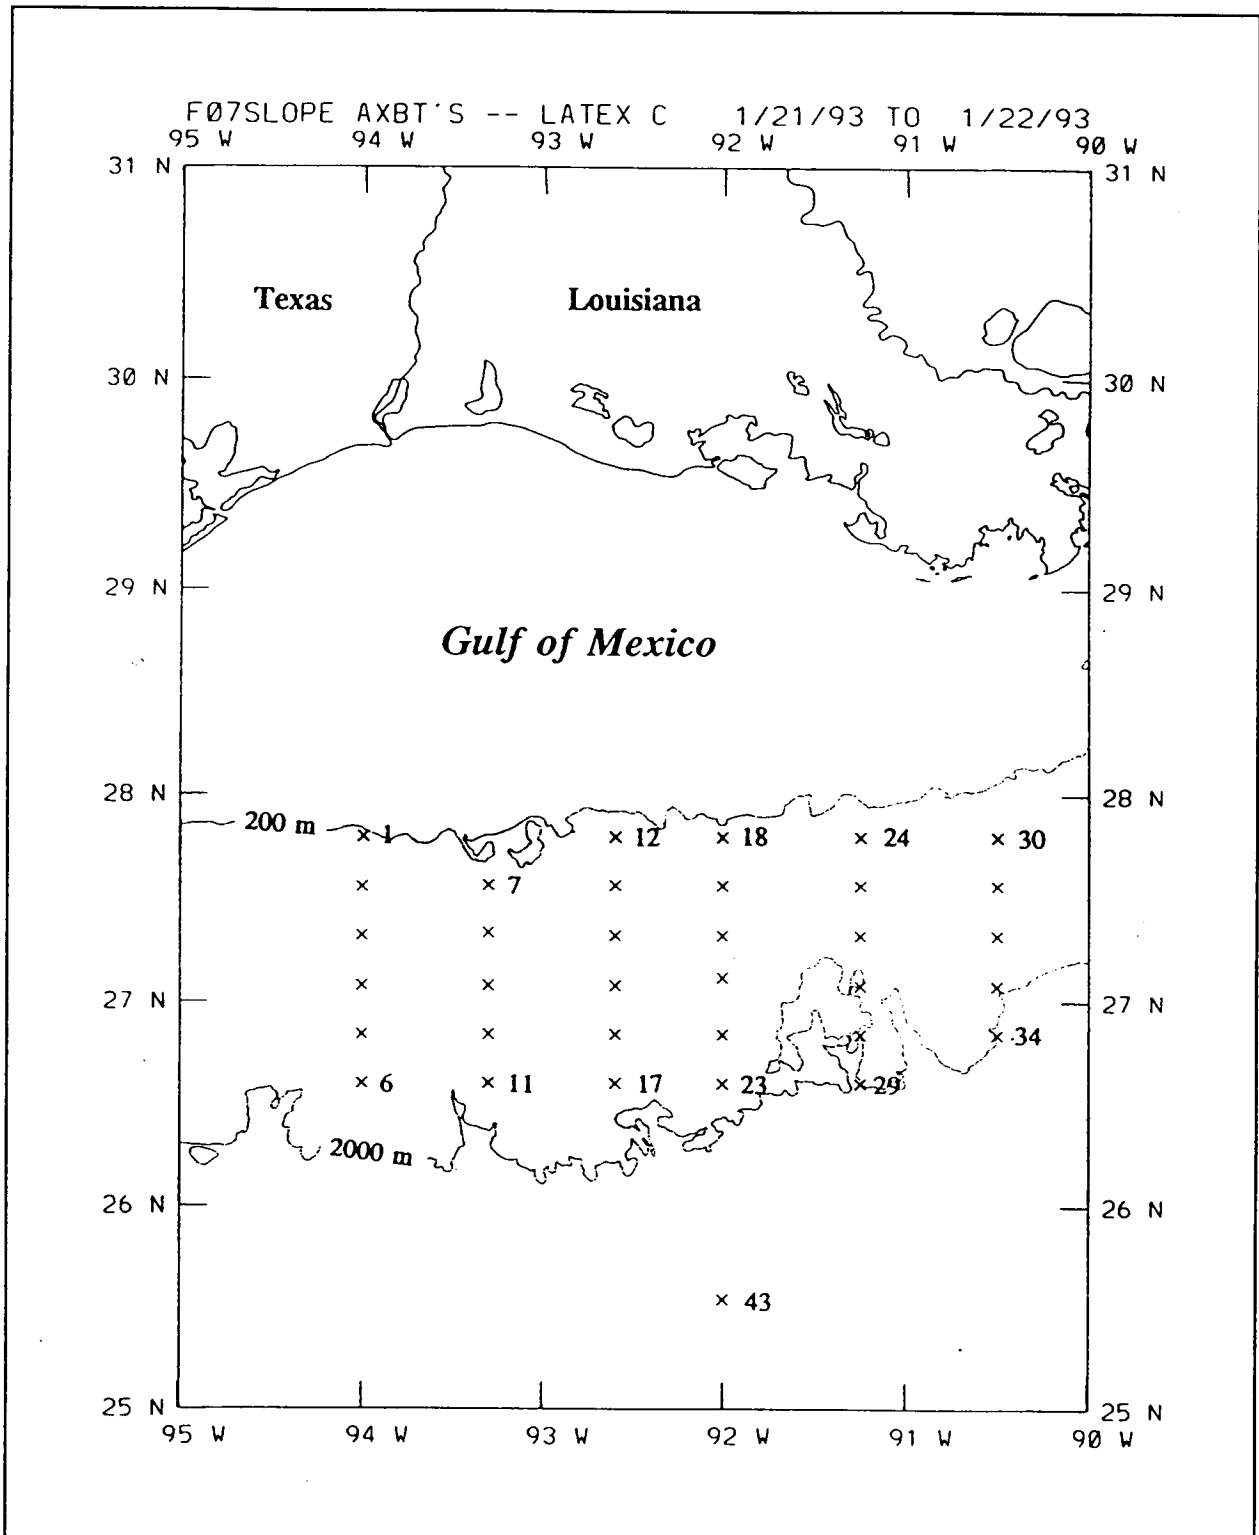 FØ7SLOPE AXBT'S -- LATEX C 1/21/93 TO 1/22/93
95 W 94 W 93 W 92 W 91 W 90 W
31 N 31 N
Texas Louisiana
30 N 30 N
29 N 29 N
Gulf of Mexico
28 N 28 N
200 m 1 12 18 24 30
7
27 N 27 N
34
6 11 17 23 29
2000 m
26 N 26 N
43
25 N 25 N
95 W 94 W 93 W 92 W 91 W 90 W